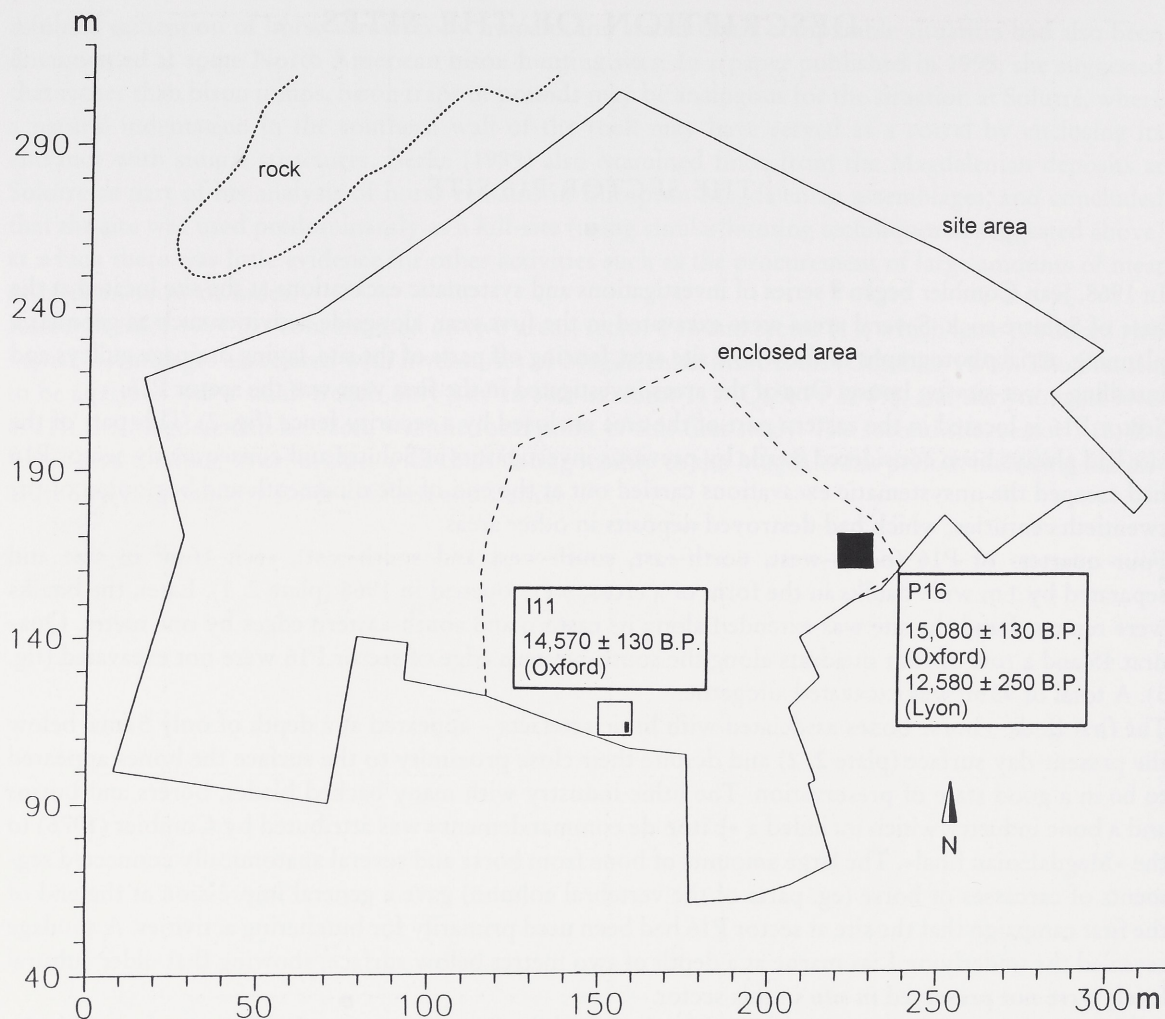 m
290
240
190
140
90
40
rock
site area
enclosed area
I11
14,570 ± 130 B.P.
(Oxford)
P16
15,080 ± 130 B.P.
(Oxford)
12,580 ± 250 B.P.
(Lyon)
N
0 50 100 150 200 250 300 m